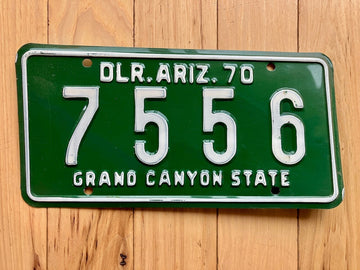 DLR. ARIZ. 70
7556
GRAND CANYON STATE